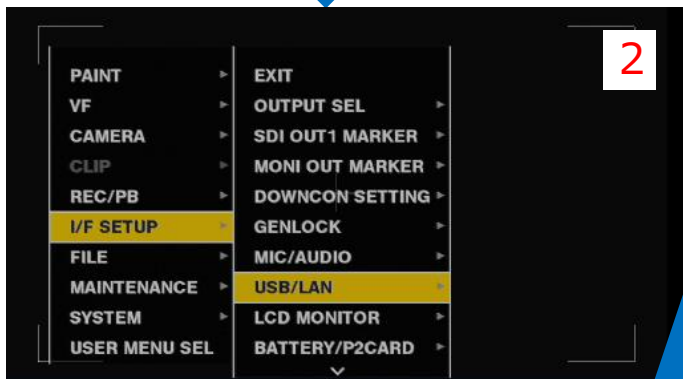 2
PAINT
VF
CAMERA
CLIP
REC/PB
I/F SETUP
FILE
MAINTENANCE
SYSTEM
USER MENU SEL
EXIT
OUTPUT SEL
SDI OUT1 MARKER
MONI OUT MARKER
DOWNCON SETTING
GENLOCK
MIC/AUDIO
USB/LAN
LCD MONITOR
BATTERY/P2CARD